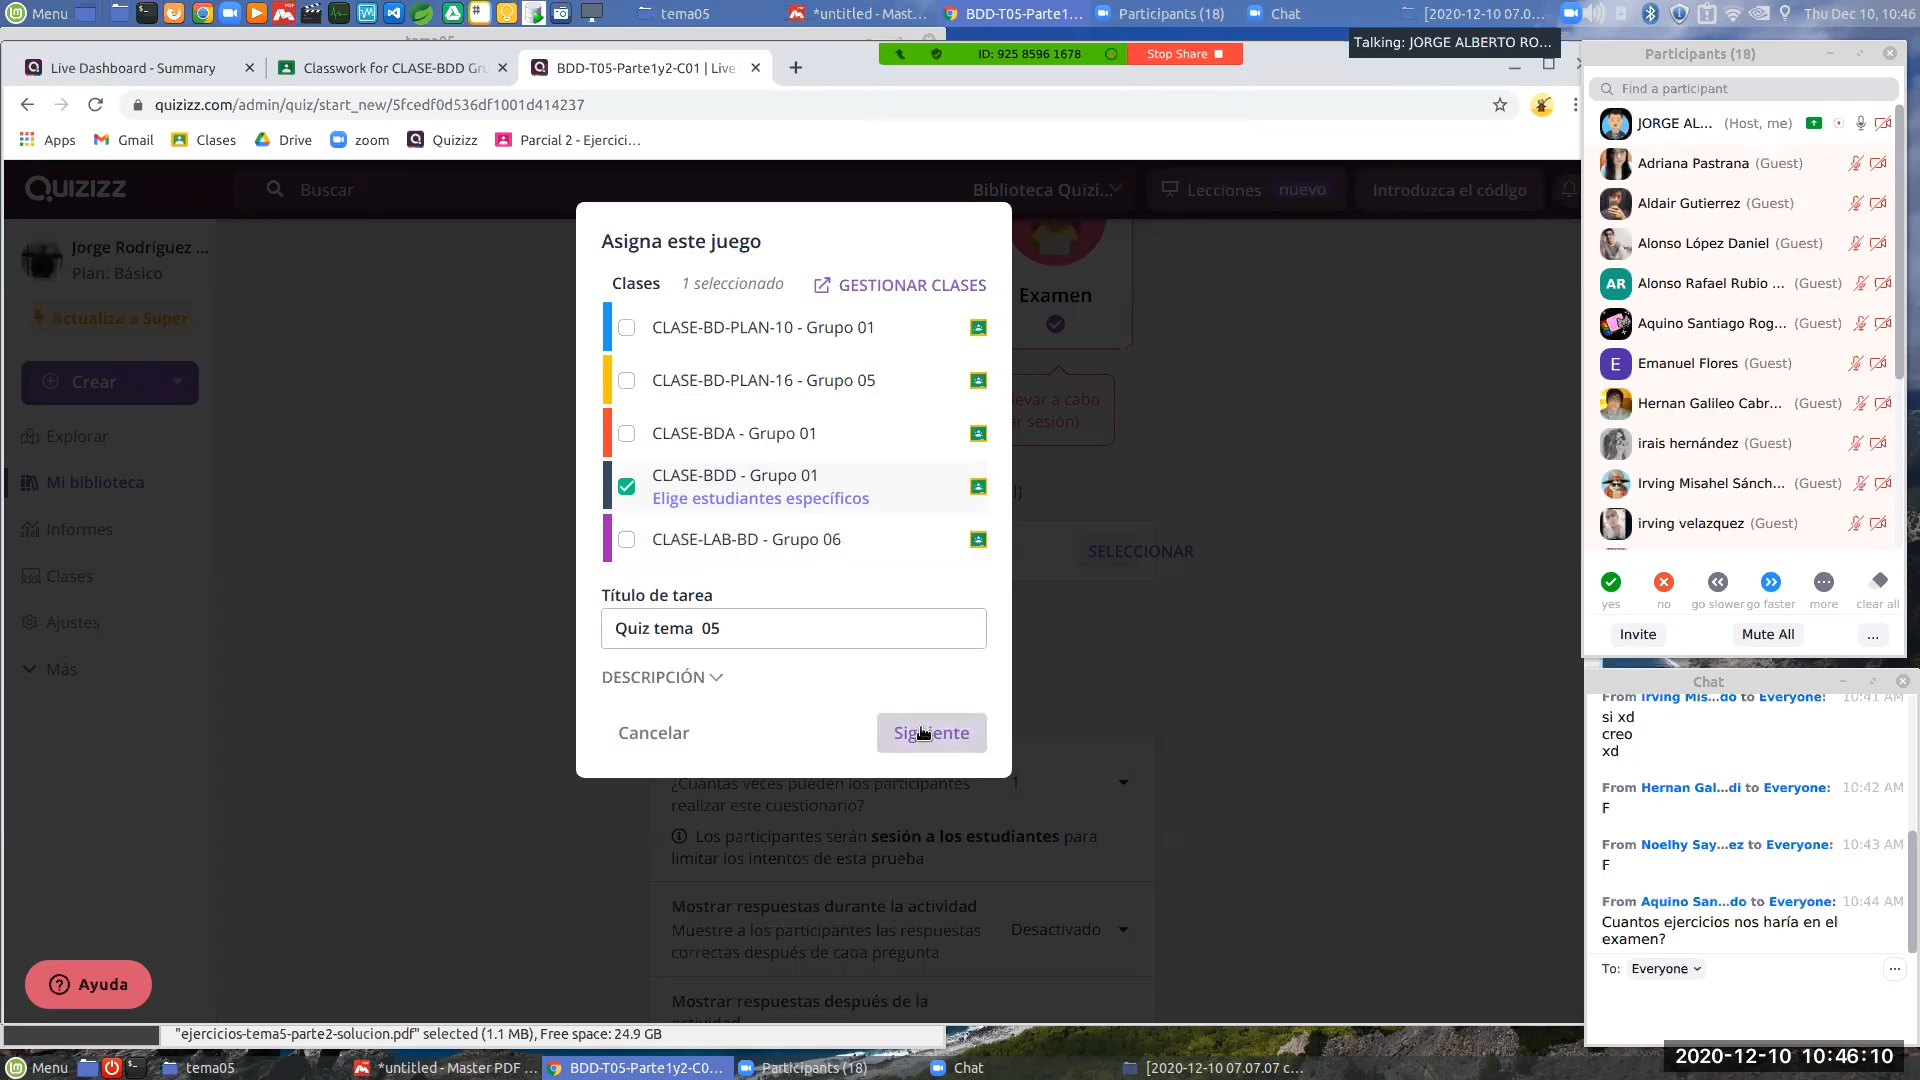 Menu
tema05
*untitled - Mast...
BDD-T05-Parte1...
Participants (18)
Chat
[2020-12-10 07.0...
Thu Dec 10, 10:46
Talking: JORGE ALBERTO RO...
ID: 925 8596 1678
Stop Share
Live Dashboard - Summary
Classwork for CLASE-BDD Gru
BDD-T05-Parte1y2-C01 | Live
quizizz.com/admin/quiz/start_new/5fcedf0d536df1001d414237
Apps
Gmail
Clases
Drive
zoom
Quizizz
Parcial 2 - Ejercici...
QUIZIZZ
Buscar
Biblioteca Quizi...
Lecciones nuevo
Introduzca el código
Jorge Rodríguez ...
Plan: Básico
Actualiza a Super
Crear
Explorar
Mi biblioteca
Informes
Clases
Ajustes
Más
Ayuda
Asigna este juego
Clases 1 seleccionado GESTIONAR CLASES
CLASE-BD-PLAN-10 - Grupo 01
CLASE-BD-PLAN-16 - Grupo 05
CLASE-BDA - Grupo 01
CLASE-BDD - Grupo 01
Elige estudiantes específicos
CLASE-LAB-BD - Grupo 06
Título de tarea
Quiz tema  05
DESCRIPCIÓN
Cancelar
Siguiente
Examen
evar a cabo
r sesión)
SELECCIONAR
¿Cuántas veces pueden los participantes
realizar este cuestionario?
1
Los participantes serán sesión a los estudiantes para
limitar los intentos de esta prueba
Mostrar respuestas durante la actividad
Muestre a los participantes las respuestas
correctas después de cada pregunta
Desactivado
Mostrar respuestas después de la
actividad
Participants (18)
Find a participant
JORGE AL... (Host, me)
Adriana Pastrana (Guest)
Aldair Gutierrez (Guest)
Alonso López Daniel (Guest)
AR Alonso Rafael Rubio ... (Guest)
Aquino Santiago Rog... (Guest)
E Emanuel Flores (Guest)
Hernan Galileo Cabr... (Guest)
irais hernández (Guest)
Irving Misahel Sánch... (Guest)
irving velazquez (Guest)
yes
no
go slower
go faster
more
clear all
Invite
Mute All
...
Chat
From Irving Mis...do to Everyone: 10:41 AM
si xd
creo
xd
From Hernan Gal...di to Everyone: 10:42 AM
F
From Noelhy Say...ez to Everyone: 10:43 AM
F
From Aquino San...do to Everyone: 10:44 AM
Cuantos ejercicios nos haría en el
examen?
To: Everyone
"ejercicios-tema5-parte2-solucion.pdf" selected (1.1 MB), Free space: 24.9 GB
2020-12-10 10:46:10
Menu
tema05
*untitled - Master PDF ...
BDD-T05-Parte1y2-C0...
Participants (18)
Chat
[2020-12-10 07.07.07 c...